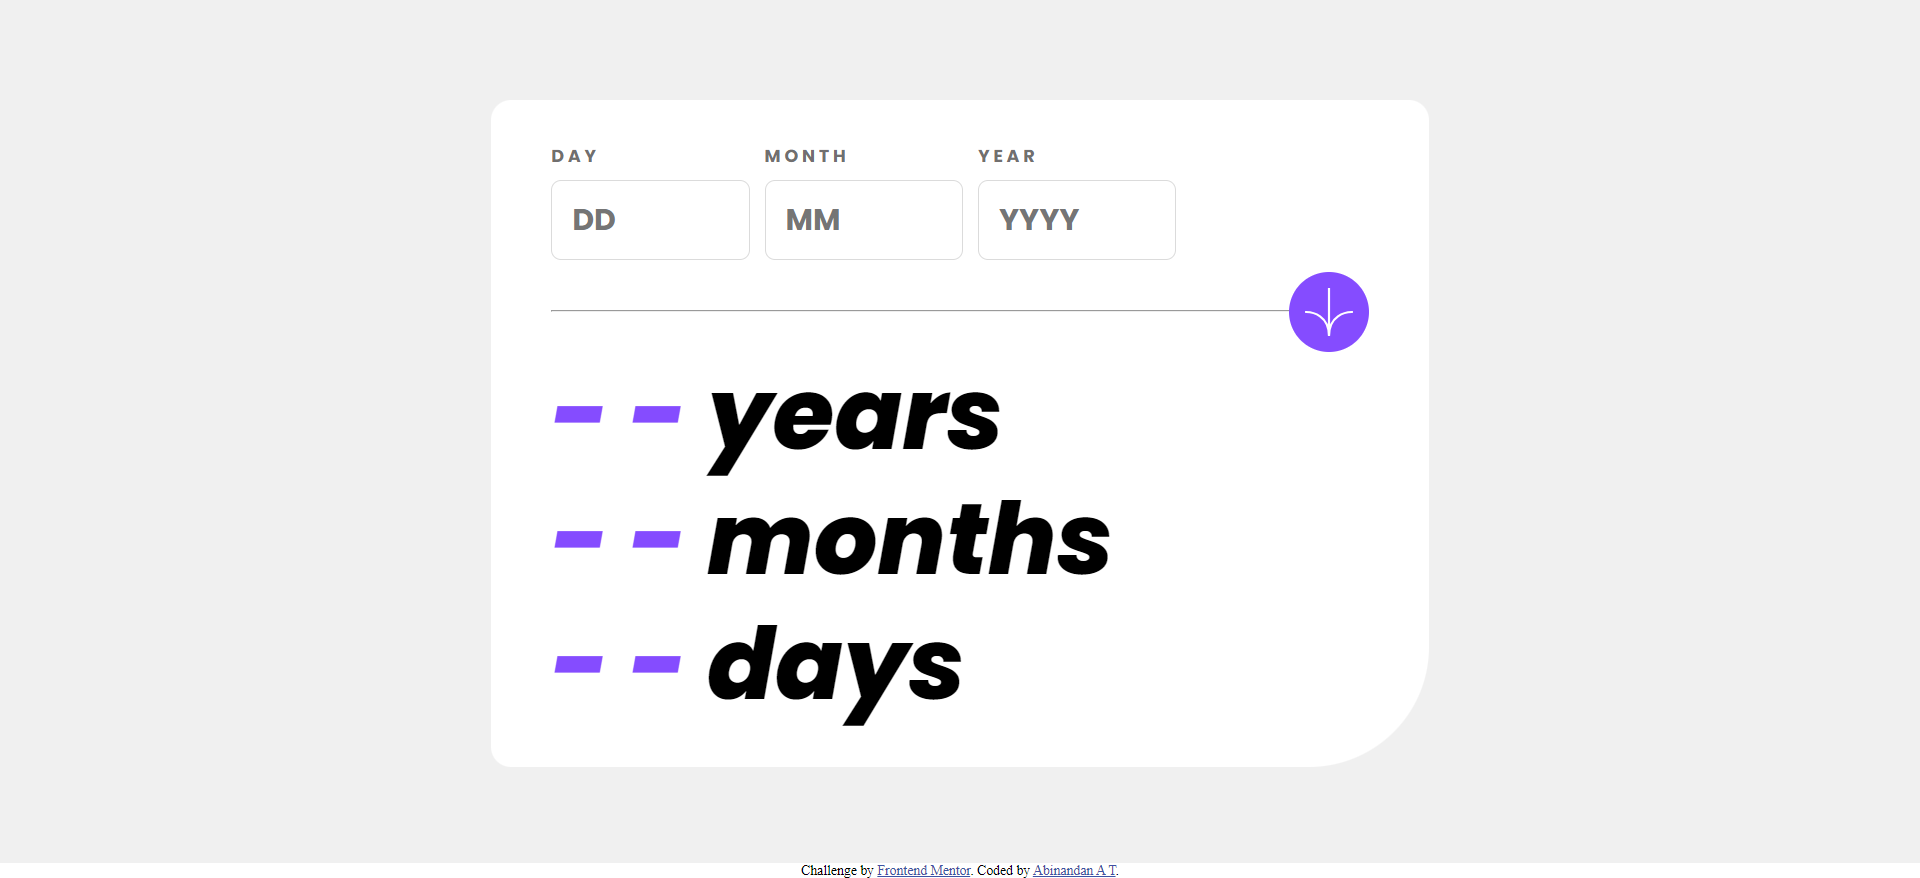 DAY MONTH YEAR
DD MM YYYY
- - years
- - months
- - days
Challenge by Frontend Mentor. Coded by Abinandan A T.